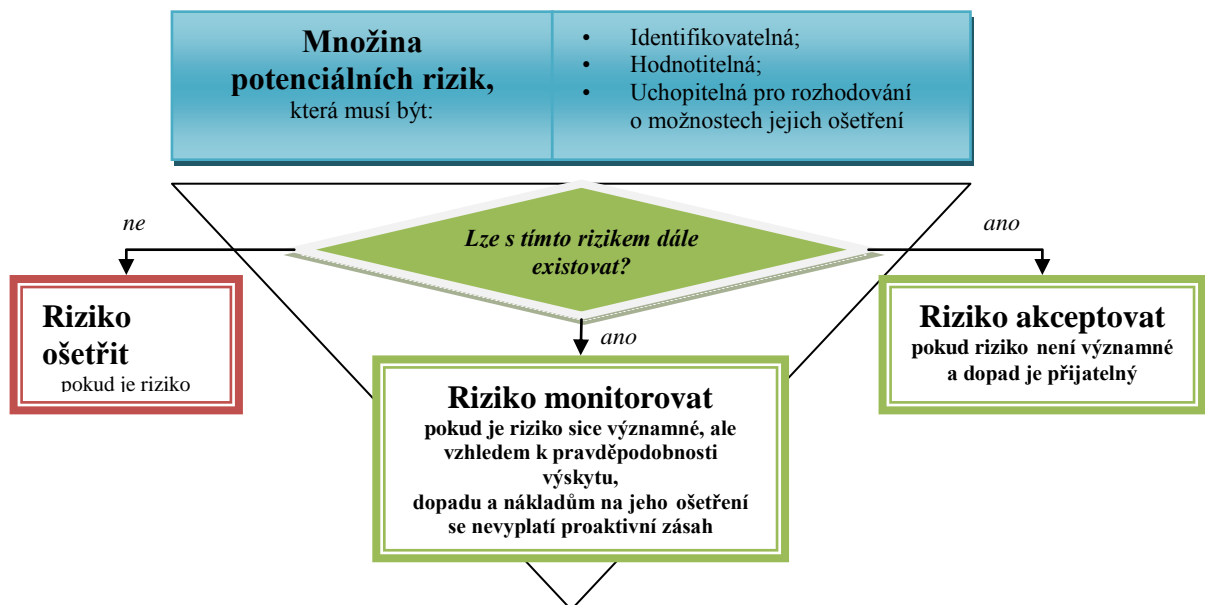 Množina
potenciálních rizik,
která musí být:
• Identifikovatelná;
• Hodnotitelná;
• Uchopitelná pro rozhodování
o možnostech jejich ošetření
ne
Lze s tímto rizikem dále
existovat?
ano
Riziko
ošetřit
pokud je riziko
ano
Riziko akceptovat
pokud riziko není významné
a dopad je přijatelný
Riziko monitorovat
pokud je riziko sice významné, ale
vzhledem k pravděpodobnosti
výskytu,
dopadu a nákladům na jeho ošetření
se nevyplatí proaktivní zásah